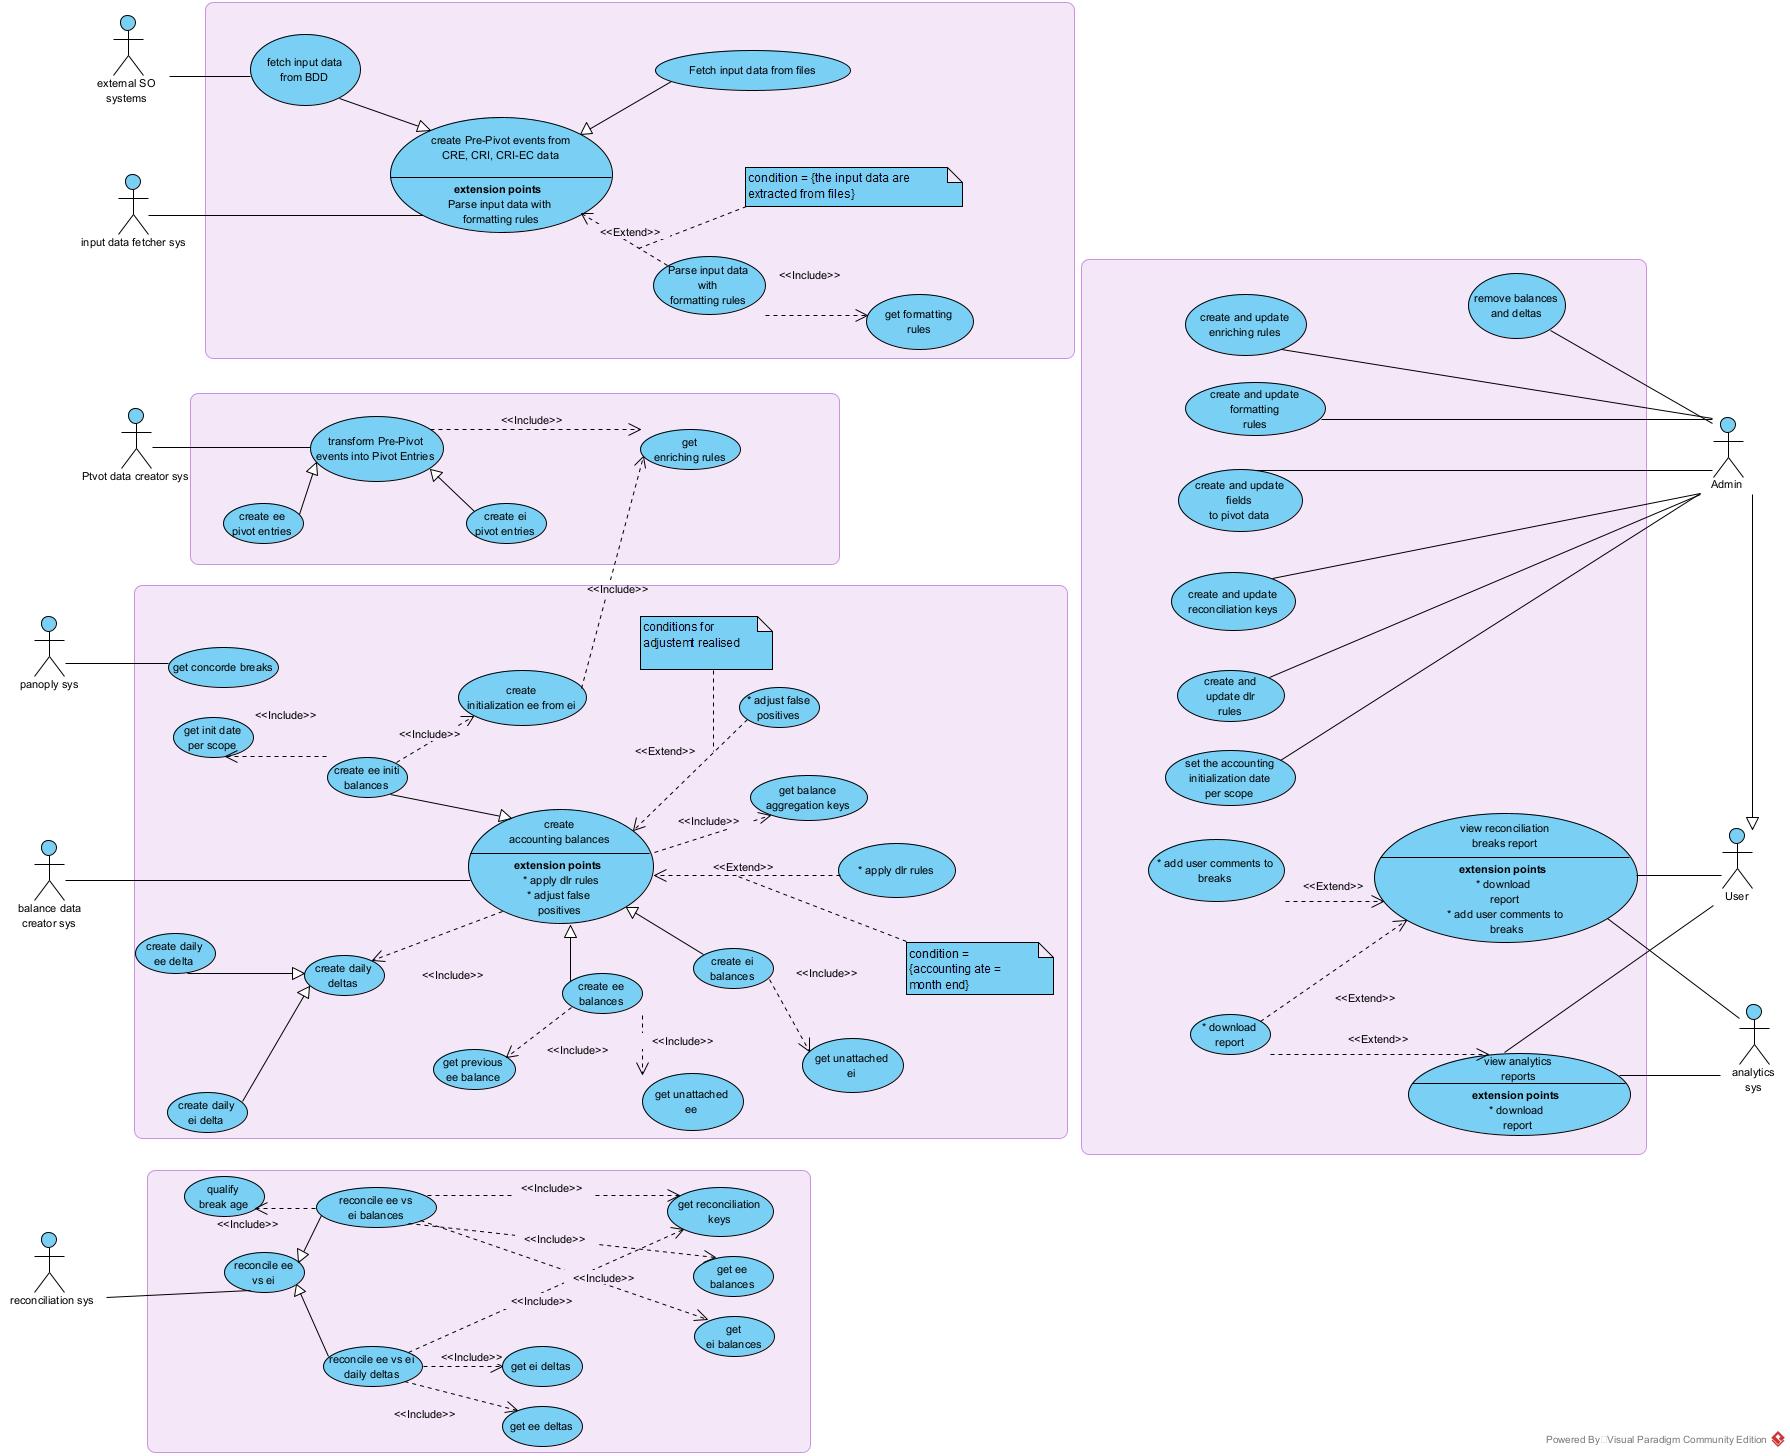 external SO
systems
fetch input data
from BDD
Fetch input data from files
create Pre-Pivot events from
CRE, CRI, CRI-EC data
extension points
Parse input data with
formatting rules
input data fetcher sys
condition = {the input data are
extracted from files}
<<Extend>>
Parse input data
with
formatting rules
<<Include>>
get formatting
rules
Ptvot data creator sys
transform Pre-Pivot
events into Pivot Entries
<<Include>>
get
enriching rules
create ee
pivot entries
create ei
pivot entries
<<Include>>
panoply sys
get concorde breaks
conditions for
adjustemt realised
create
initialization ee from ei
* adjust false
positives
get init date
per scope
<<Include>>
<<Include>>
<<Extend>>
create ee initi
balances
get balance
aggregation keys
<<Include>>
create
accounting balances
extension points
* apply dlr rules
* adjust false
positives
<<Extend>>
* apply dlr rules
balance data
creator sys
create daily
ee delta
create daily
deltas
<<Include>>
create ee
balances
create ei
balances
<<Include>>
condition =
{accounting ate =
month end}
get previous
ee balance
<<Include>>
<<Include>>
get unattached
ei
get unattached
ee
create daily
ei delta
reconciliation sys
qualify
break age
<<Include>>
reconcile ee vs
ei balances
<<Include>>
get reconciliation
keys
<<Include>>
reconcile ee
vs ei
get ee
balances
<<Include>>
<<Include>>
get
ei balances
reconcile ee vs ei
daily deltas
<<Include>>
get ei deltas
<<Include>>
get ee deltas
create and update
enriching rules
remove balances
and deltas
create and update
formatting
rules
Admin
create and update
fields
to pivot data
create and update
reconciliation keys
create and
update dlr
rules
set the accounting
initialization date
per scope
view reconciliation
breaks report
extension points
* download
report
* add user comments to
breaks
* add user comments to
breaks
<<Extend>>
User
<<Extend>>
* download
report
<<Extend>>
view analytics
reports
extension points
* download
report
analytics
sys
Powered By Visual Paradigm Community Edition